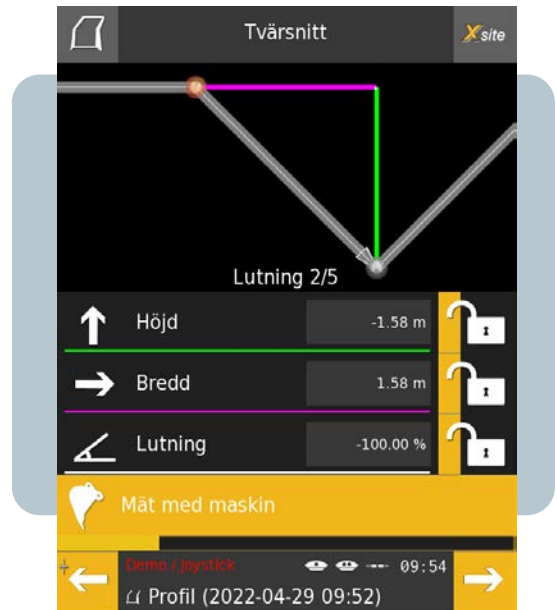 Tvärsnitt
Xsite
Lutning 2/5
Höjd
-1.58 m
Bredd
1.58 m
Lutning
-100.00 %
Mät med maskin
Demo / Joystick
09:54
Profil (2022-04-29 09:52)